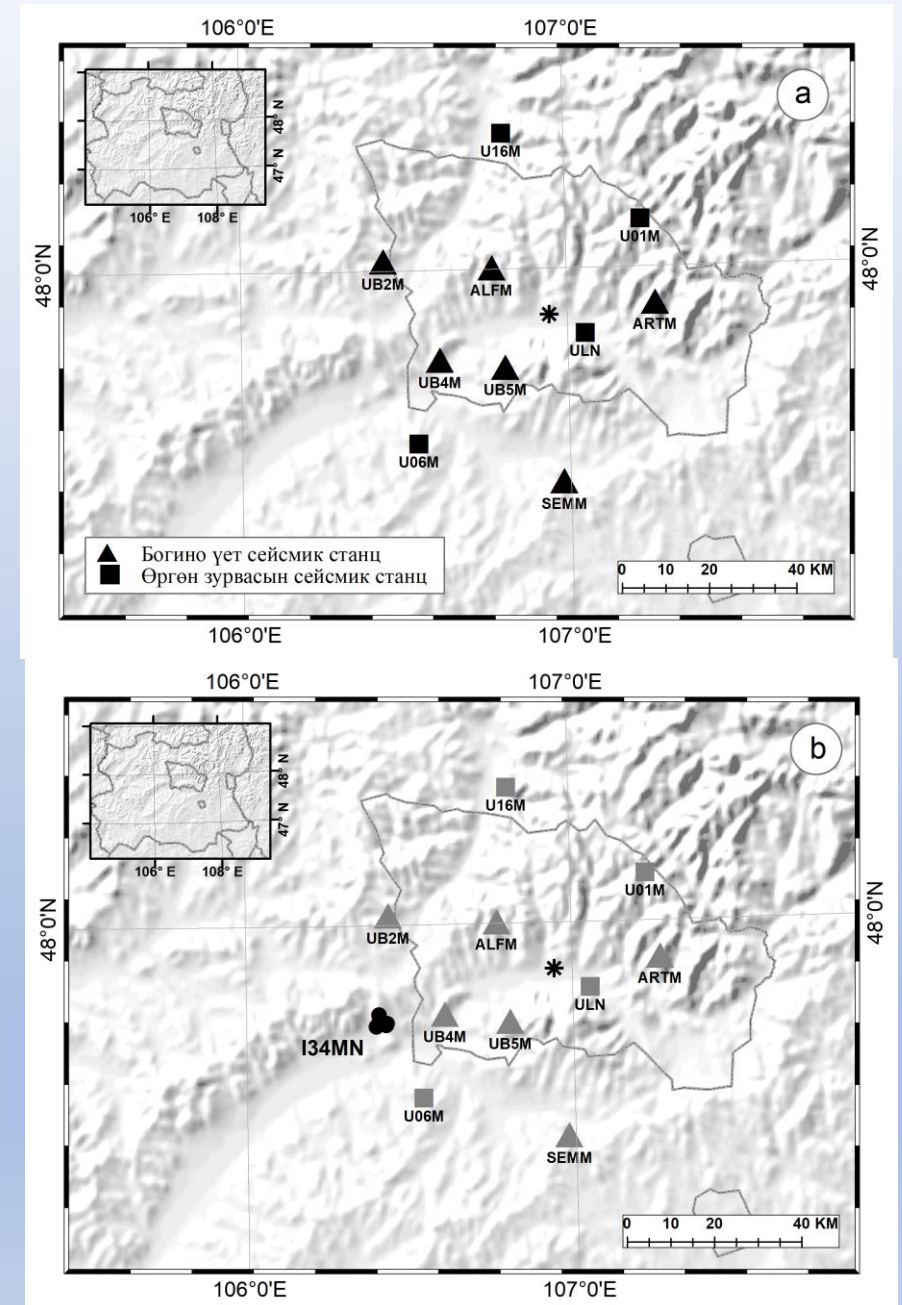 106°0'E 107°0'E
a
48° N
47° N
106° E 108° E
U16M
U01M
48°0'N
48°0'N
UB2M
ALFM
ARTM
ULN
UB4M
UB5M
U06M
SEMM
Богино үет сейсмик станц
Өргөн зурвасын сейсмик станц
0 10 20 40 KM
106°0'E 107°0'E
106°0'E 107°0'E
b
48° N
47° N
106° E 108° E
U16M
U01M
48°0'N
48°0'N
UB2M
ALFM
ARTM
ULN
UB4M
UB5M
I34MN
U06M
SEMM
0 10 20 40 KM
106°0'E 107°0'E